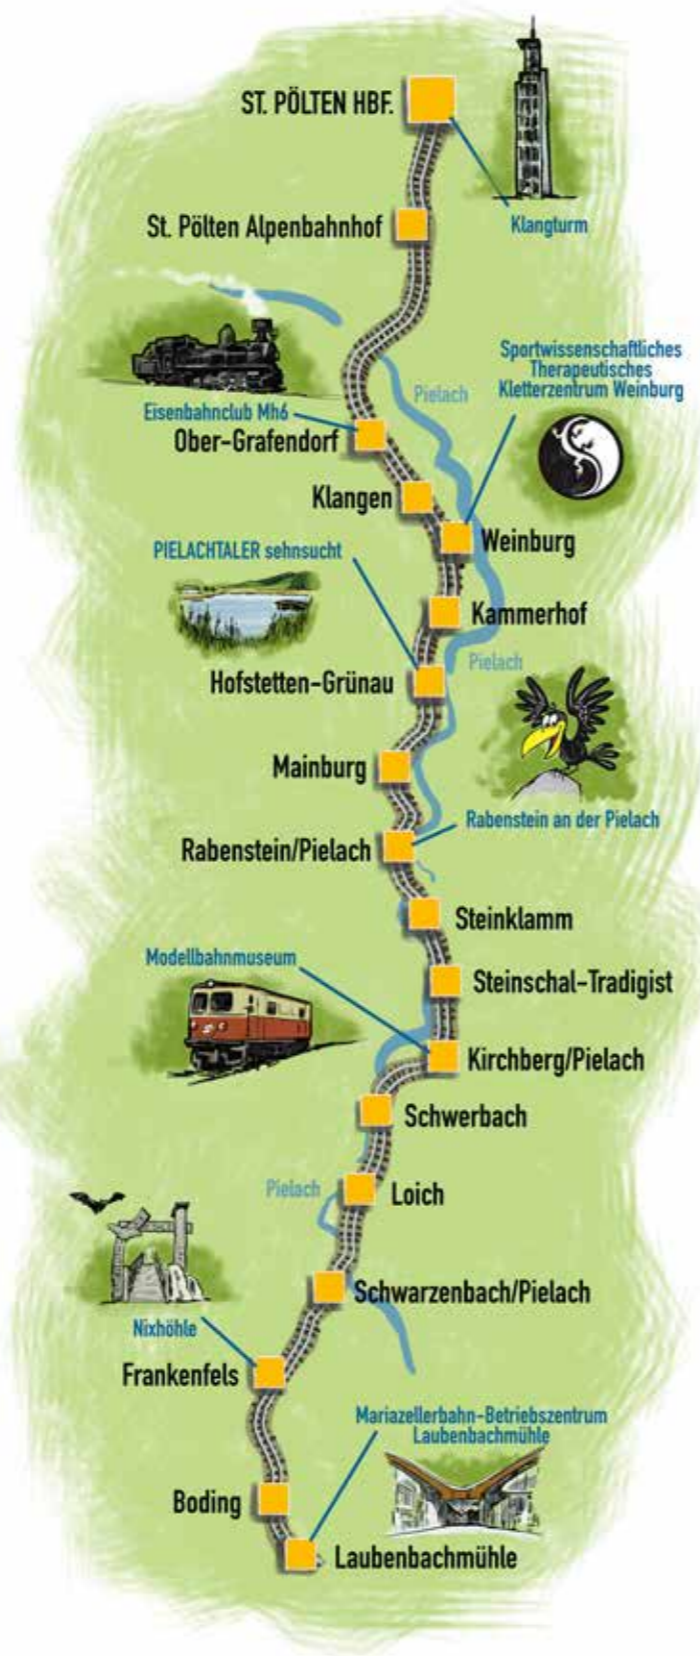 ST. PÖLTEN HBF.
Klangturm
St. Pölten Alpenbahnhof
Sportwissenschaftliches
Therapeutisches
Kletterzentrum Weinburg
Pielach
Eisenbahnclub Mh6
Ober-Grafendorf
Klangen
Weinburg
PIELACHTALER sehnsucht
Kammerhof
Pielach
Hofstetten-Grünau
Mainburg
Rabenstein an der Pielach
Rabenstein/Pielach
Steinklamm
Modellbahnmuseum
Steinschal-Tradigist
Kirchberg/Pielach
Schwerbach
Pielach
Loich
Schwarzenbach/Pielach
Nixhöhle
Frankenfels
Mariazellerbahn-Betriebszentrum
Laubenbachmühle
Boding
Laubenbachmühle